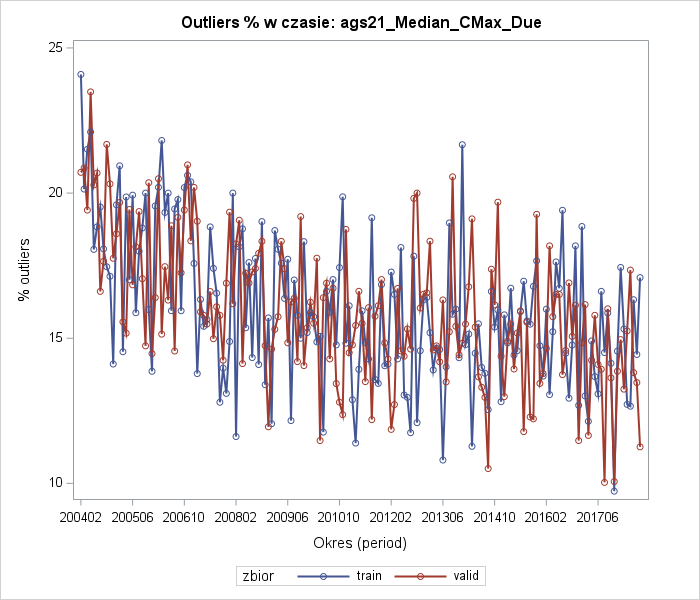 Outliers % w czasie: ags21_Median_CMax_Due
% outliers
25
20
15
10
200402 200506 200610 200802 200906 201010 201202 201306 201410 201602 201706
Okres (period)
zbior train valid